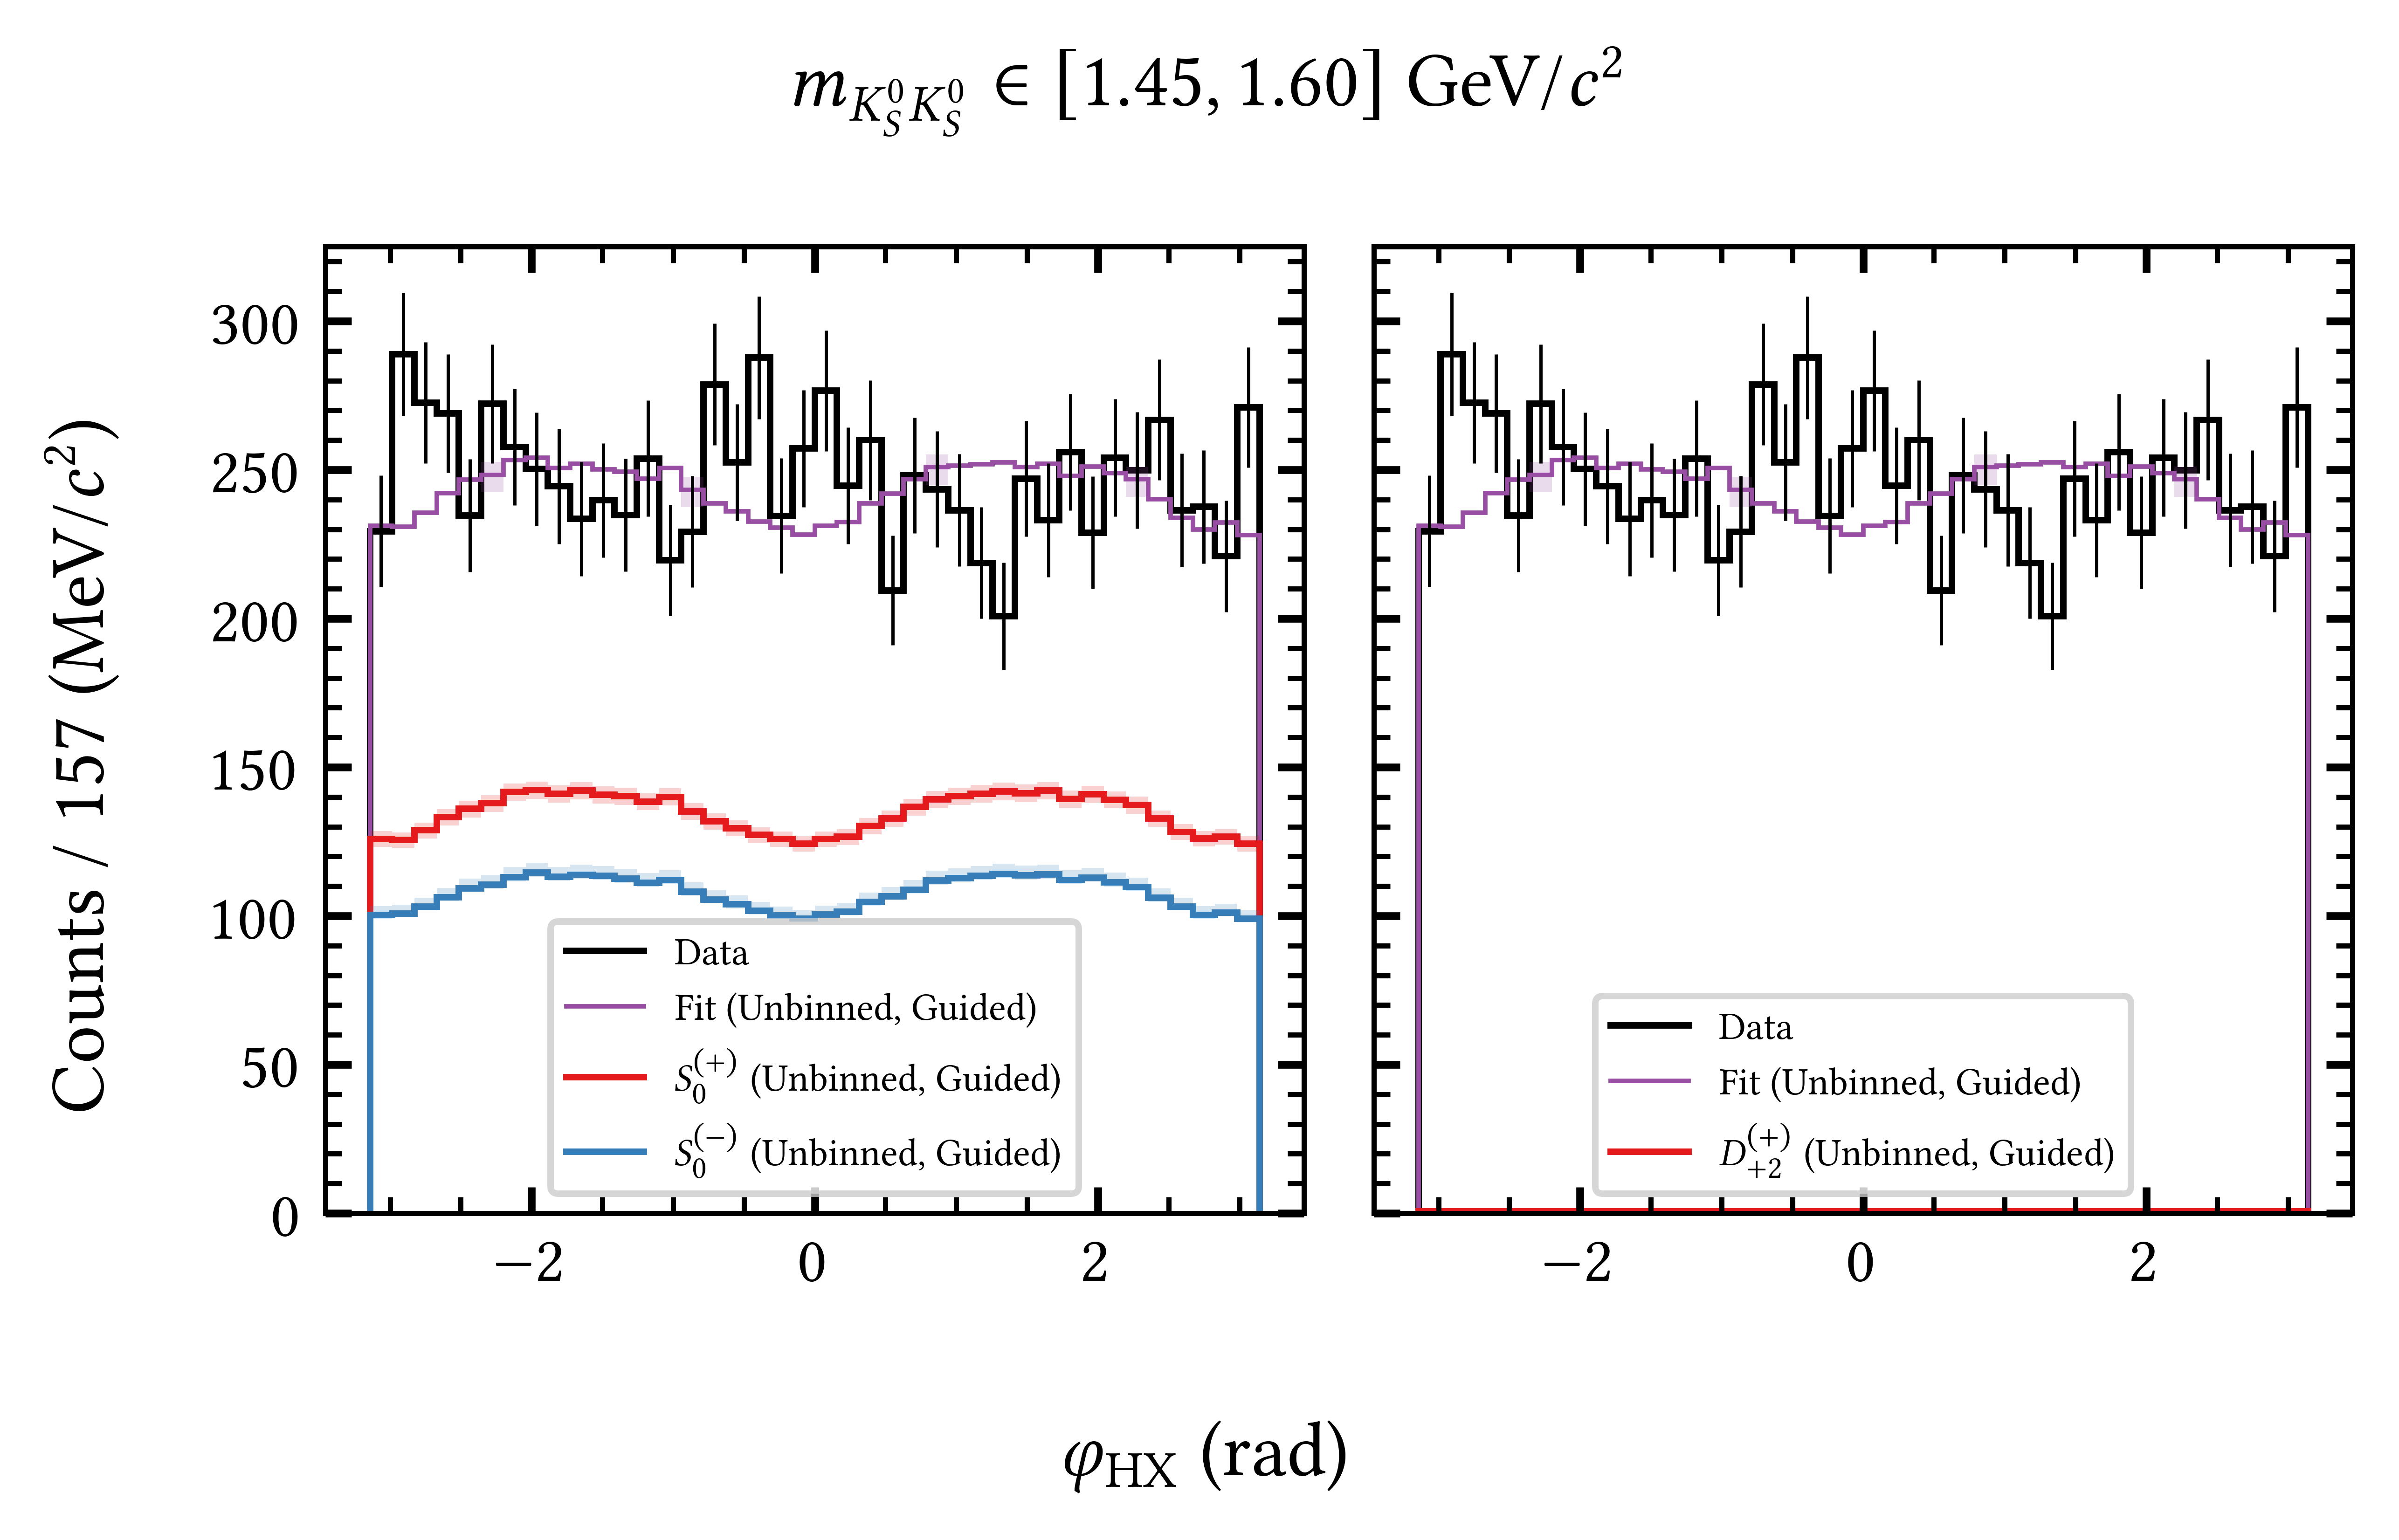 m_{K_S^0 K_S^0} ∈ [1.45, 1.60] GeV/c²
Counts / 157 (MeV/c²)
300
250
200
150
100
50
0
Data
Fit (Unbinned, Guided)
S_0^{(+)} (Unbinned, Guided)
S_0^{(−)} (Unbinned, Guided)
−2 0 2
Data
Fit (Unbinned, Guided)
D_{+2}^{(+)} (Unbinned, Guided)
−2 0 2
φ_{HX} (rad)